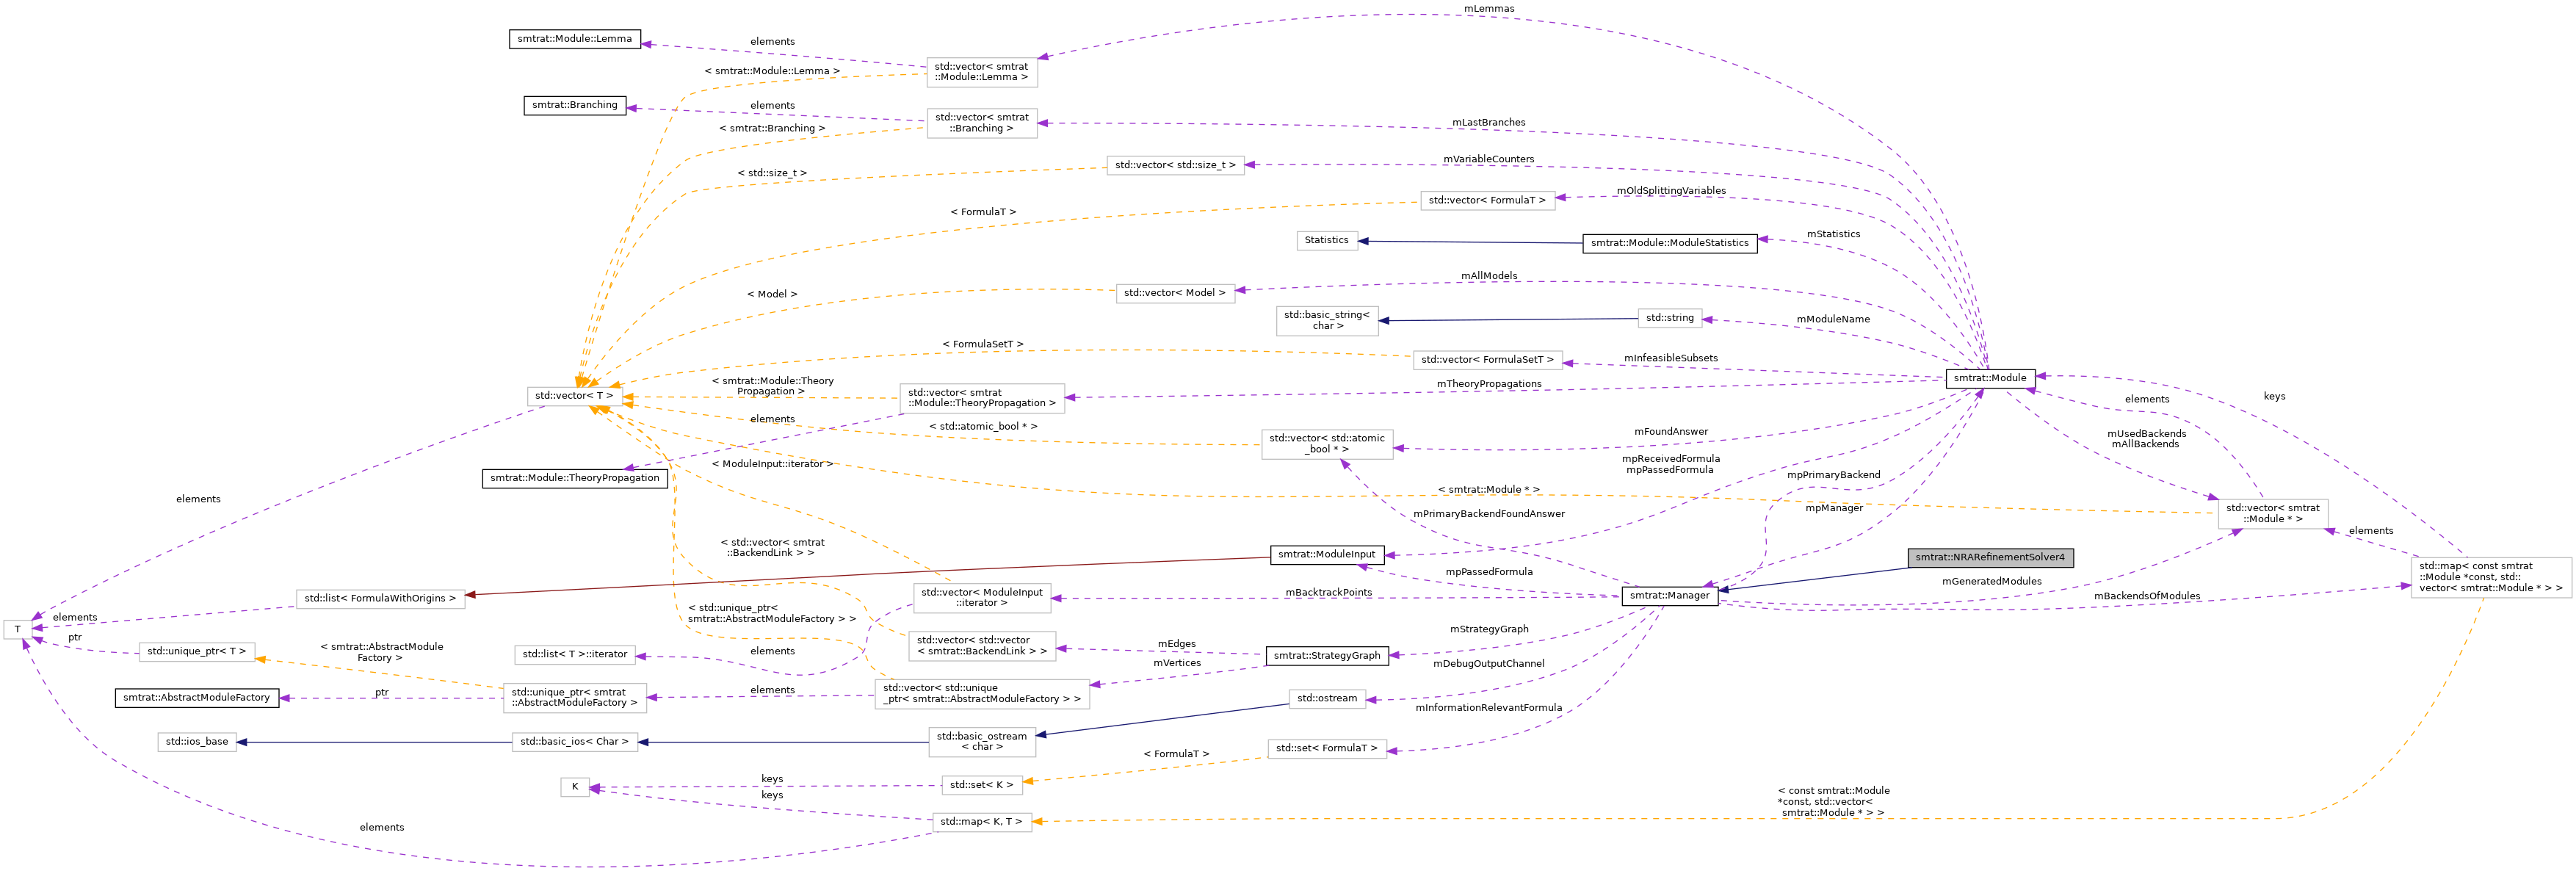 mLemmas
smtrat::Module::Lemma
elements
std::vector< smtrat
::Module::Lemma >
< smtrat::Module::Lemma >
smtrat::Branching
elements
std::vector< smtrat
::Branching >
mLastBranches
< smtrat::Branching >
std::vector< std::size_t >
mVariableCounters
< std::size_t >
std::vector< FormulaT >
mOldSplittingVariables
< FormulaT >
Statistics
smtrat::Module::ModuleStatistics
mStatistics
mAllModels
std::vector< Model >
< Model >
std::basic_string<
char >
std::string
mModuleName
< FormulaSetT >
std::vector< FormulaSetT >
mInfeasibleSubsets
smtrat::Module
< smtrat::Module::Theory
Propagation >
std::vector< smtrat
::Module::TheoryPropagation >
mTheoryPropagations
std::vector< T >
keys
elements
elements
< std::atomic_bool * >
std::vector< std::atomic
_bool * >
mFoundAnswer
mUsedBackends
mAllBackends
mpReceivedFormula
mpPassedFormula
< ModuleInput::iterator >
smtrat::Module::TheoryPropagation
mpPrimaryBackend
< smtrat::Module * >
elements
mPrimaryBackendFoundAnswer
mpManager
std::vector< smtrat
::Module * >
elements
< std::vector< smtrat
::BackendLink > >
smtrat::ModuleInput
smtrat::NRARefinementSolver4
mpPassedFormula
mGeneratedModules
std::map< const smtrat
::Module *const, std::
vector< smtrat::Module * > >
std::list< FormulaWithOrigins >
std::vector< ModuleInput
::iterator >
mBacktrackPoints
smtrat::Manager
mBackendsOfModules
< std::unique_ptr<
smtrat::AbstractModuleFactory > >
elements
T
ptr
std::unique_ptr< T >
< smtrat::AbstractModule
Factory >
std::list< T >::iterator
elements
std::vector< std::vector
< smtrat::BackendLink > >
mEdges
mStrategyGraph
smtrat::StrategyGraph
mVertices
mDebugOutputChannel
smtrat::AbstractModuleFactory
ptr
std::unique_ptr< smtrat
::AbstractModuleFactory >
elements
std::vector< std::unique
_ptr< smtrat::AbstractModuleFactory > >
std::ostream
mInformationRelevantFormula
std::ios_base
std::basic_ios< Char >
std::basic_ostream
< char >
std::set< FormulaT >
< FormulaT >
K
keys
keys
std::set< K >
std::map< K, T >
elements
< const smtrat::Module
*const, std::vector<
smtrat::Module * > >